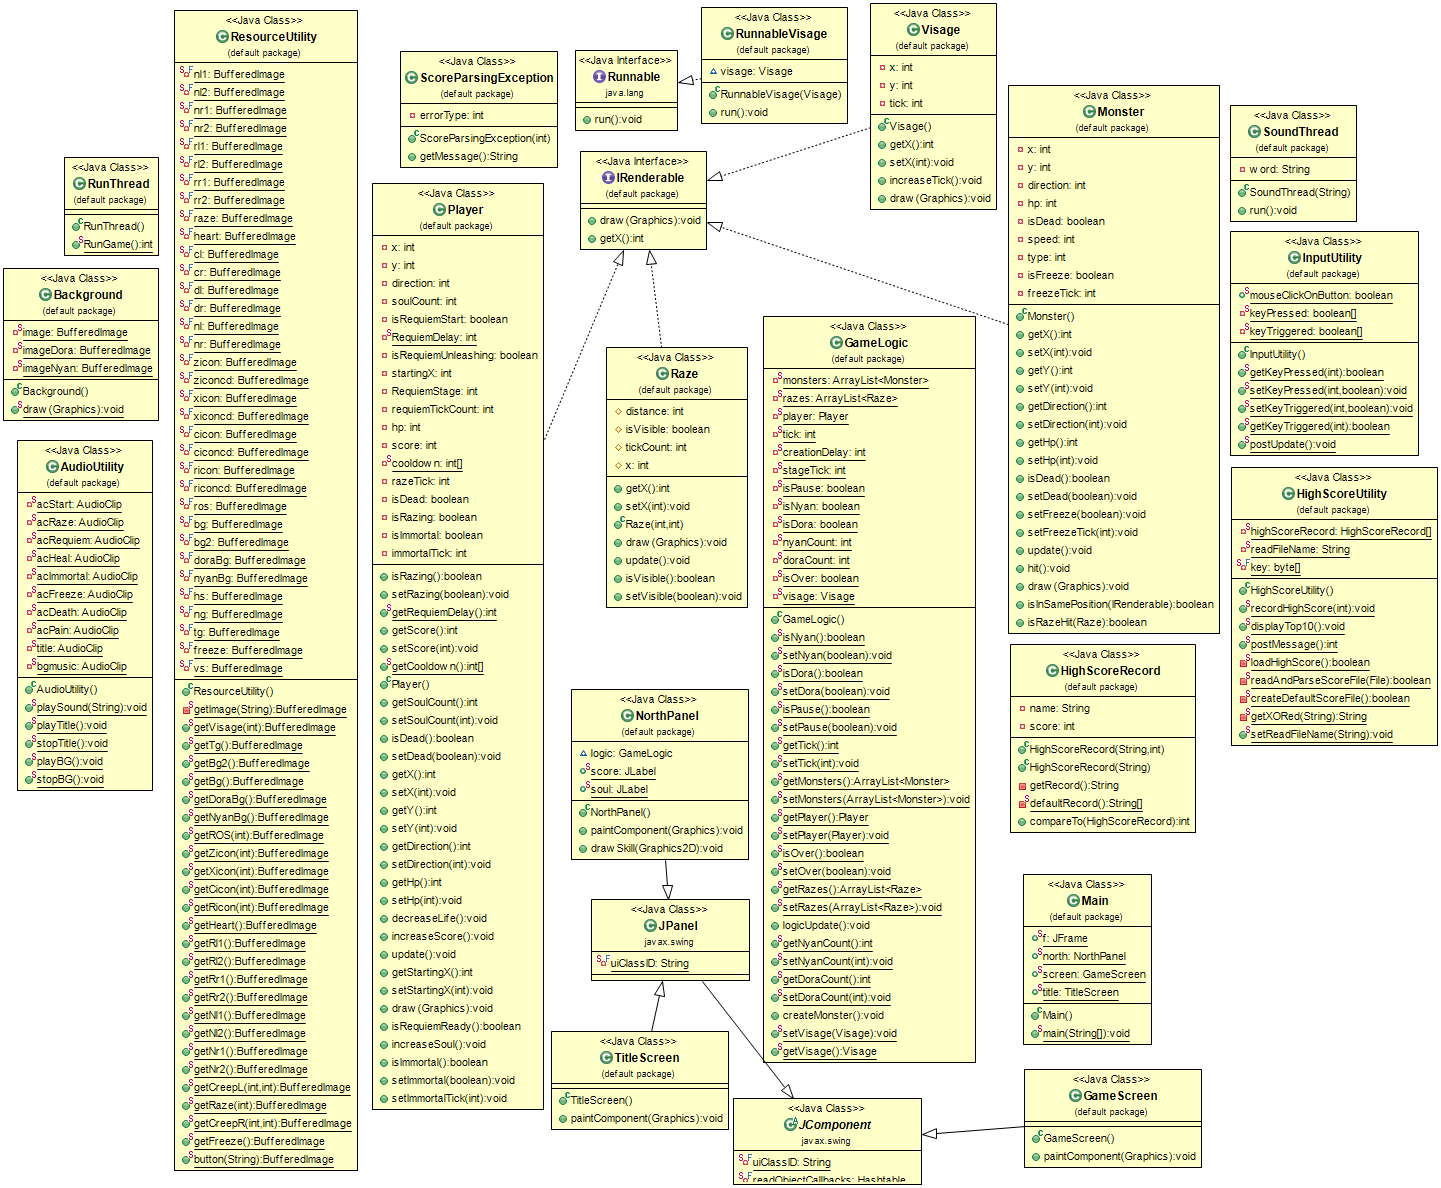 <<Java Class>>
RunThread
(default package)
RunThread()
RunGame():int
<<Java Class>>
Background
(default package)
image: BufferedImage
imageDora: BufferedImage
imageNyan: BufferedImage
Background()
draw(Graphics):void
<<Java Class>>
AudioUtility
(default package)
acStart: AudioClip
acRaze: AudioClip
acRequiem: AudioClip
acHeal: AudioClip
acImmortal: AudioClip
acFreeze: AudioClip
acDeath: AudioClip
acPain: AudioClip
title: AudioClip
bgmusic: AudioClip
AudioUtility()
playSound(String):void
playTitle():void
stopTitle():void
playBG():void
stopBG():void
<<Java Class>>
ResourceUtility
(default package)
nl1: BufferedImage
nl2: BufferedImage
nr1: BufferedImage
nr2: BufferedImage
rl1: BufferedImage
rl2: BufferedImage
rr1: BufferedImage
rr2: BufferedImage
raze: BufferedImage
heart: BufferedImage
cl: BufferedImage
cr: BufferedImage
dl: BufferedImage
dr: BufferedImage
nl: BufferedImage
nr: BufferedImage
zicon: BufferedImage
ziconcd: BufferedImage
xicon: BufferedImage
xiconcd: BufferedImage
cicon: BufferedImage
ciconcd: BufferedImage
ricon: BufferedImage
riconcd: BufferedImage
ros: BufferedImage
bg: BufferedImage
bg2: BufferedImage
doraBg: BufferedImage
nyanBg: BufferedImage
hs: BufferedImage
ng: BufferedImage
tg: BufferedImage
freeze: BufferedImage
vs: BufferedImage
ResourceUtility()
getImage(String):BufferedImage
getVisage(int):BufferedImage
getTg():BufferedImage
getBg2():BufferedImage
getBg():BufferedImage
getDoraBg():BufferedImage
getNyanBg():BufferedImage
getROS(int):BufferedImage
getZicon(int):BufferedImage
getXicon(int):BufferedImage
getCicon(int):BufferedImage
getRicon(int):BufferedImage
getHeart():BufferedImage
getRl1():BufferedImage
getRl2():BufferedImage
getRr1():BufferedImage
getRr2():BufferedImage
getNl1():BufferedImage
getNl2():BufferedImage
getNr1():BufferedImage
getNr2():BufferedImage
getCreepL(int,int):BufferedImage
getRaze(int):BufferedImage
getCreepR(int,int):BufferedImage
getFreeze():BufferedImage
button(String):BufferedImage
<<Java Class>>
ScoreParsingException
(default package)
errorType: int
ScoreParsingException(int)
getMessage():String
<<Java Class>>
Player
(default package)
x: int
y: int
direction: int
soulCount: int
isRequiemStart: boolean
RequiemDelay: int
isRequiemUnleashing: boolean
startingX: int
RequiemStage: int
requiemTickCount: int
hp: int
score: int
cooldown: int[]
razeTick: int
isDead: boolean
isRazing: boolean
isImmortal: boolean
immortalTick: int
isRazing():boolean
setRazing(boolean):void
getRequiemDelay():int
getScore():int
setScore(int):void
getCooldown():int[]
Player()
getSoulCount():int
setSoulCount(int):void
isDead():boolean
setDead(boolean):void
getX():int
setX(int):void
getY():int
setY(int):void
getDirection():int
setDirection(int):void
getHp():int
setHp(int):void
decreaseLife():void
increaseScore():void
update():void
getStartingX():int
setStartingX(int):void
draw(Graphics):void
isRequiemReady():boolean
increaseSoul():void
isImmortal():boolean
setImmortal(boolean):void
setImmortalTick(int):void
<<Java Interface>>
Runnable
java.lang
run():void
<<Java Class>>
RunnableVisage
(default package)
visage: Visage
RunnableVisage(Visage)
run():void
<<Java Class>>
Visage
(default package)
x: int
y: int
tick: int
Visage()
getX():int
setX(int):void
increaseTick():void
draw(Graphics):void
<<Java Interface>>
IRenderable
(default package)
draw(Graphics):void
getX():int
<<Java Class>>
Raze
(default package)
distance: int
isVisible: boolean
tickCount: int
x: int
getX():int
setX(int):void
Raze(int,int)
draw(Graphics):void
update():void
isVisible():boolean
setVisible(boolean):void
<<Java Class>>
GameLogic
(default package)
monsters: ArrayList<Monster>
razes: ArrayList<Raze>
player: Player
tick: int
creationDelay: int
stageTick: int
isPause: boolean
isNyan: boolean
isDora: boolean
nyanCount: int
doraCount: int
isOver: boolean
visage: Visage
GameLogic()
isNyan():boolean
setNyan(boolean):void
isDora():boolean
setDora(boolean):void
isPause():boolean
setPause(boolean):void
getTick():int
setTick(int):void
getMonsters():ArrayList<Monster>
setMonsters(ArrayList<Monster>):void
getPlayer():Player
setPlayer(Player):void
isOver():boolean
setOver(boolean):void
getRazes():ArrayList<Raze>
setRazes(ArrayList<Raze>):void
logicUpdate():void
getNyanCount():int
setNyanCount(int):void
getDoraCount():int
setDoraCount(int):void
createMonster():void
setVisage(Visage):void
getVisage():Visage
<<Java Class>>
NorthPanel
(default package)
logic: GameLogic
score: JLabel
soul: JLabel
NorthPanel()
paintComponent(Graphics):void
drawSkill(Graphics2D):void
<<Java Class>>
JPanel
javax.swing
uiClassID: String
<<Java Class>>
TitleScreen
(default package)
TitleScreen()
paintComponent(Graphics):void
<<Java Class>>
JComponent
javax.swing
uiClassID: String
readObjectCallbacks: Hashtable
<<Java Class>>
Monster
(default package)
x: int
y: int
direction: int
hp: int
isDead: boolean
speed: int
type: int
isFreeze: boolean
freezeTick: int
Monster()
getX():int
setX(int):void
getY():int
setY(int):void
getDirection():int
setDirection(int):void
getHp():int
setHp(int):void
isDead():boolean
setDead(boolean):void
setFreeze(boolean):void
setFreezeTick(int):void
update():void
hit():void
draw(Graphics):void
isInSamePosition(IRenderable):boolean
isRazeHit(Raze):boolean
<<Java Class>>
HighScoreRecord
(default package)
name: String
score: int
HighScoreRecord(String,int)
HighScoreRecord(String)
getRecord():String
defaultRecord():String[]
compareTo(HighScoreRecord):int
<<Java Class>>
Main
(default package)
f: JFrame
north: NorthPanel
screen: GameScreen
title: TitleScreen
Main()
main(String[]):void
<<Java Class>>
GameScreen
(default package)
GameScreen()
paintComponent(Graphics):void
<<Java Class>>
SoundThread
(default package)
word: String
SoundThread(String)
run():void
<<Java Class>>
InputUtility
(default package)
mouseClickOnButton: boolean
keyPressed: boolean[]
keyTriggered: boolean[]
InputUtility()
getKeyPressed(int):boolean
setKeyPressed(int,boolean):void
setKeyTriggered(int,boolean):void
getKeyTriggered(int):boolean
postUpdate():void
<<Java Class>>
HighScoreUtility
(default package)
highScoreRecord: HighScoreRecord[]
readFileName: String
key: byte[]
HighScoreUtility()
recordHighScore(int):void
displayTop10():void
postMessage():int
loadHighScore():boolean
readAndParseScoreFile(File):boolean
createDefaultScoreFile():boolean
getXORed(String):String
setReadFileName(String):void